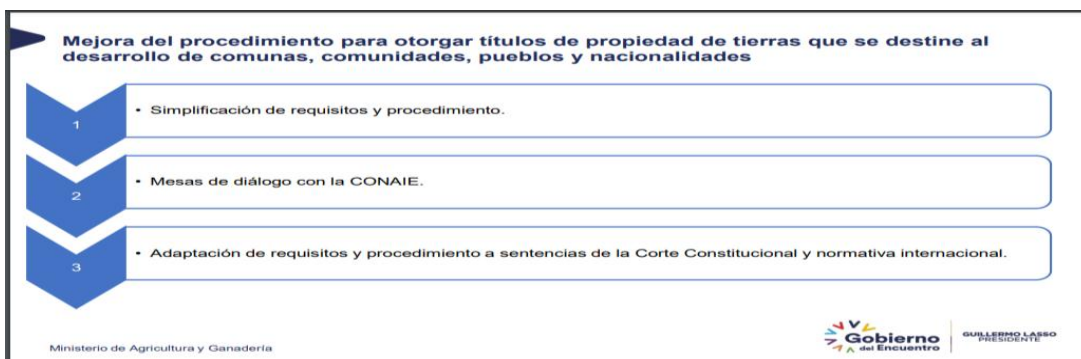 Mejora del procedimiento para otorgar títulos de propiedad de tierras que se destine al
desarrollo de comunas, comunidades, pueblos y nacionalidades
1
• Simplificación de requisitos y procedimiento.
2
• Mesas de diálogo con la CONAIE.
3
• Adaptación de requisitos y procedimiento a sentencias de la Corte Constitucional y normativa internacional.
Ministerio de Agricultura y Ganadería
Gobierno
del Encuentro
GUILLERMO LASSO
PRESIDENTE